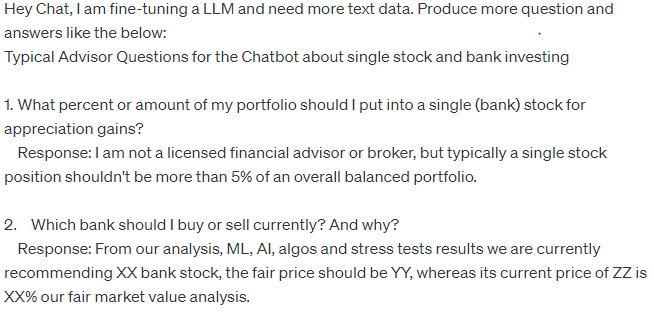 Hey Chat, I am fine-tuning a LLM and need more text data. Produce more question and
answers like the below:
Typical Advisor Questions for the Chatbot about single stock and bank investing
1. What percent or amount of my portfolio should I put into a single (bank) stock for
appreciation gains?
Response: I am not a licensed financial advisor or broker, but typically a single stock
position shouldn't be more than 5% of an overall balanced portfolio.
2. Which bank should I buy or sell currently? And why?
Response: From our analysis, ML, AI, algos and stress tests results we are currently
recommending XX bank stock, the fair price should be YY, whereas its current price of ZZ is
XX% our fair market value analysis.